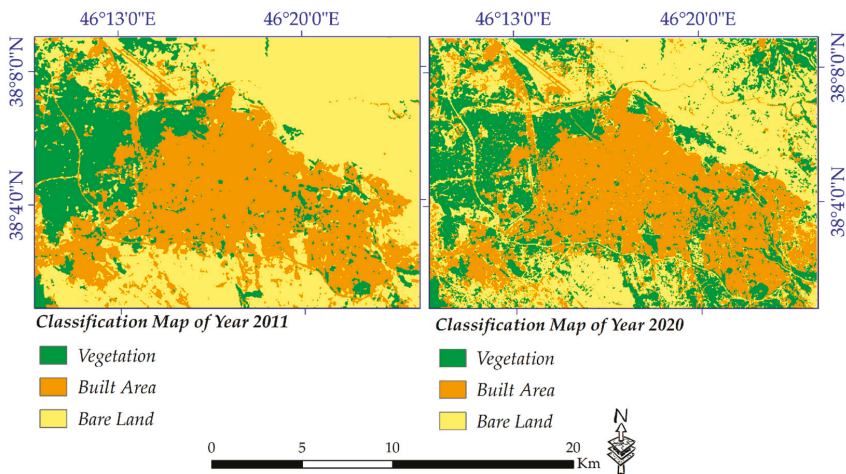 46°13'0"E 46°20'0"E 46°13'0"E 46°20'0"E
38°8'0"N 38°8'0"N
38°4'0"N 38°4'0"N
Classification Map of Year 2011
Vegetation
Built Area
Bare Land
Classification Map of Year 2020
Vegetation
Built Area
Bare Land
N
0 5 10 20
Km